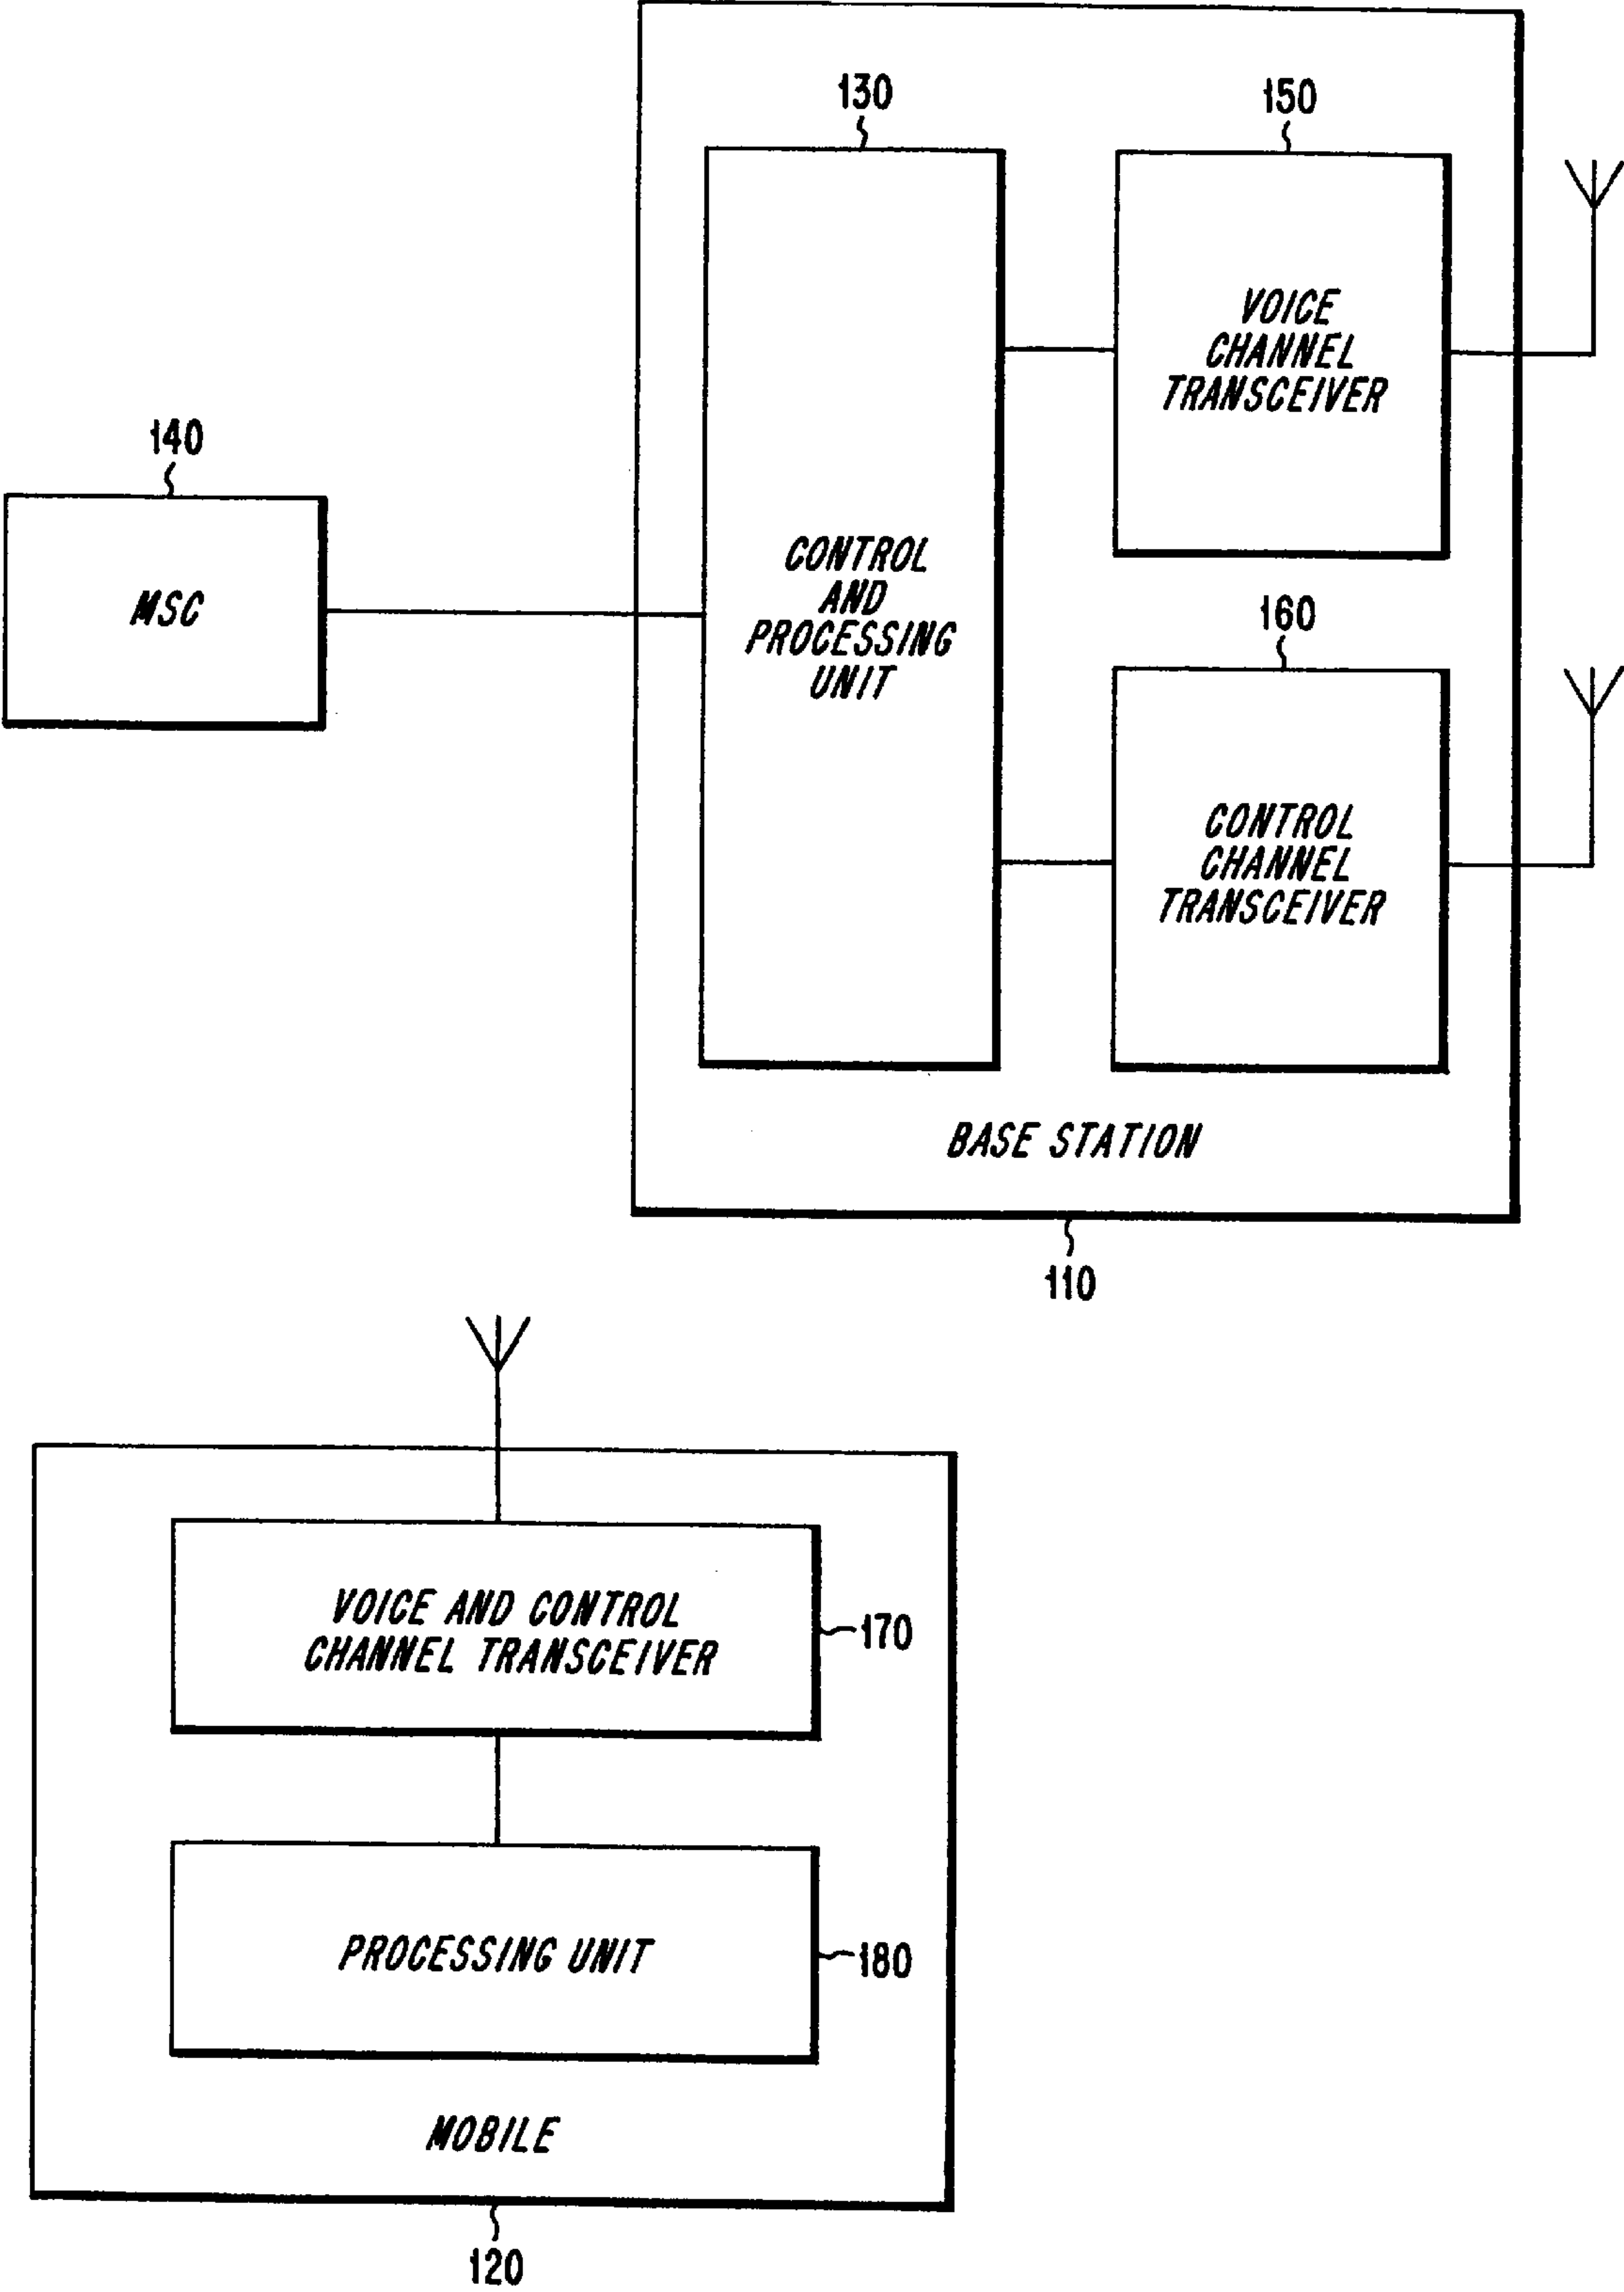 130
150
VOICE
CHANNEL
TRANSCEIVER
140
MSC
CONTROL
AND
PROCESSING
UNIT
160
CONTROL
CHANNEL
TRANSCEIVER
BASE STATION
110
VOICE AND CONTROL
CHANNEL TRANSCEIVER
170
PROCESSING UNIT
180
MOBILE
120